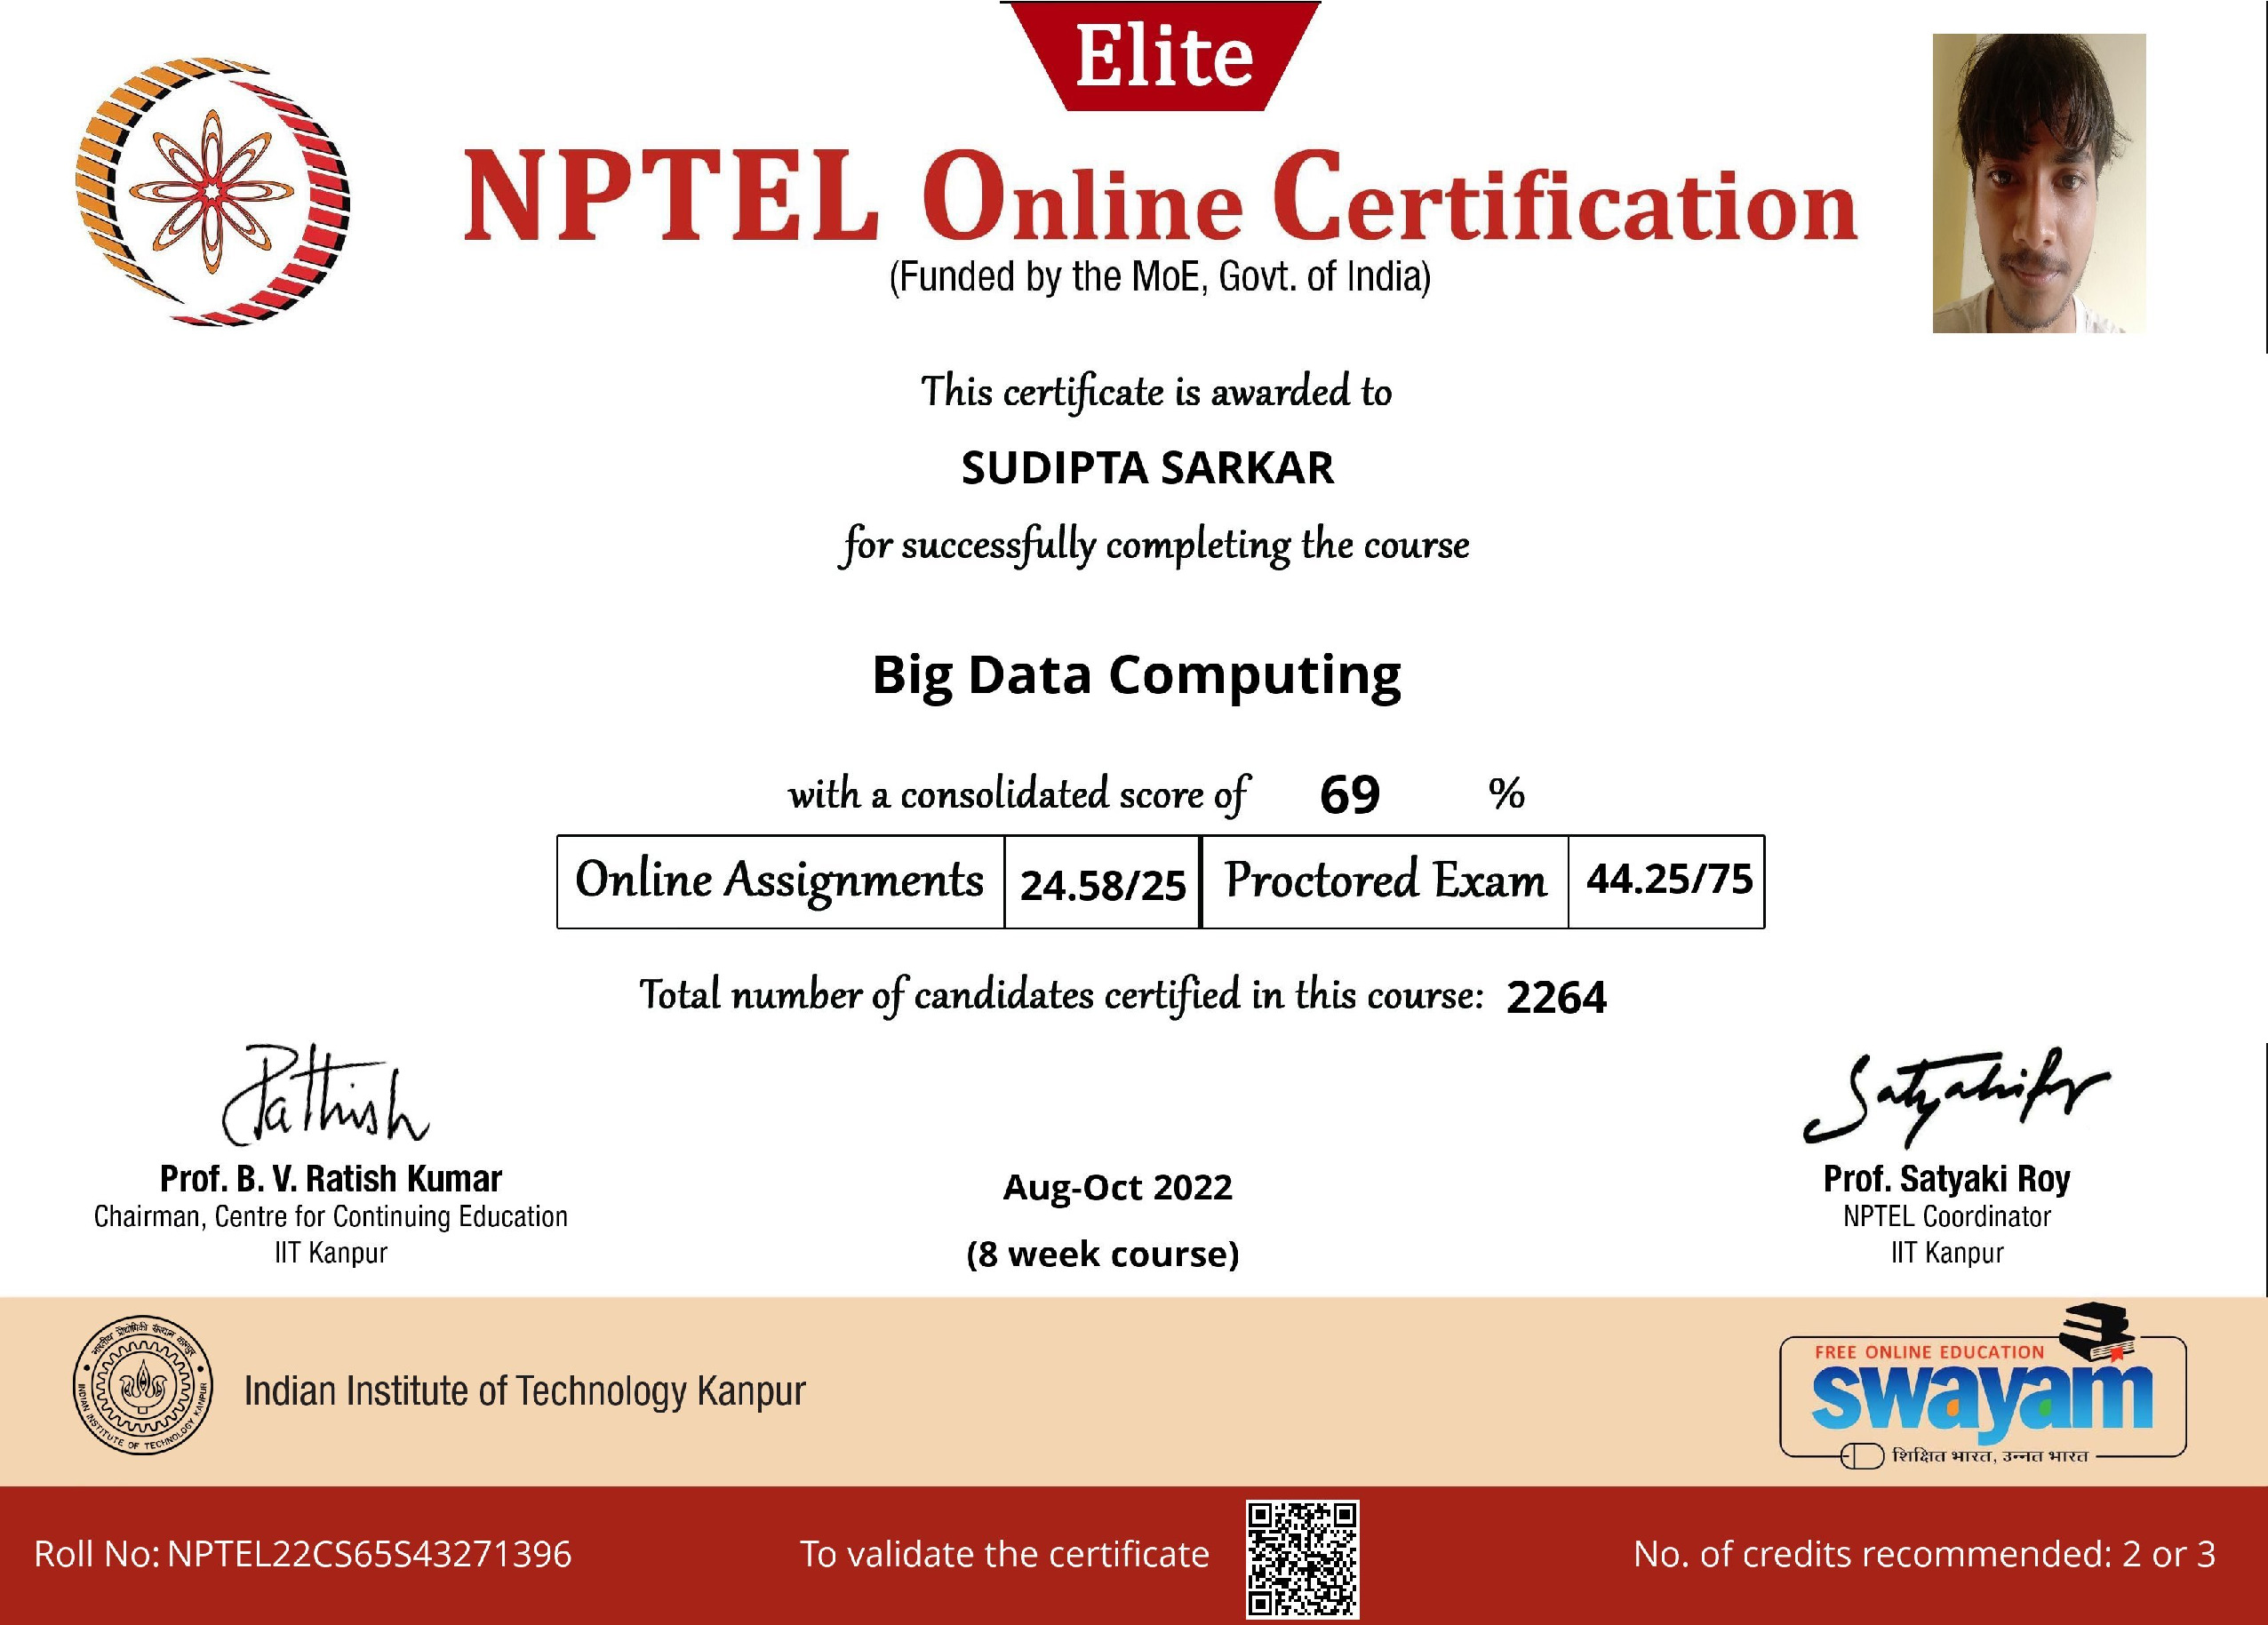 Elite
NPTEL Online Certification
(Funded by the MoE, Govt. of India)
This certificate is awarded to
SUDIPTA SARKAR
for successfully completing the course
Big Data Computing
with a consolidated score of 69 %
Online Assignments 24.58/25 Proctored Exam 44.25/75
Total number of candidates certified in this course: 2264
Prof. B. V. Ratish Kumar
Chairman, Centre for Continuing Education
IIT Kanpur
Aug-Oct 2022
(8 week course)
Prof. Satyaki Roy
NPTEL Coordinator
IIT Kanpur
भारतीय प्रौद्योगिकी संस्थान कानपुर
INDIAN INSTITUTE OF TECHNOLOGY KANPUR
Indian Institute of Technology Kanpur
FREE ONLINE EDUCATION
swayam
शिक्षित भारत, उन्नत भारत
Roll No: NPTEL22CS65S43271396
To validate the certificate
No. of credits recommended: 2 or 3